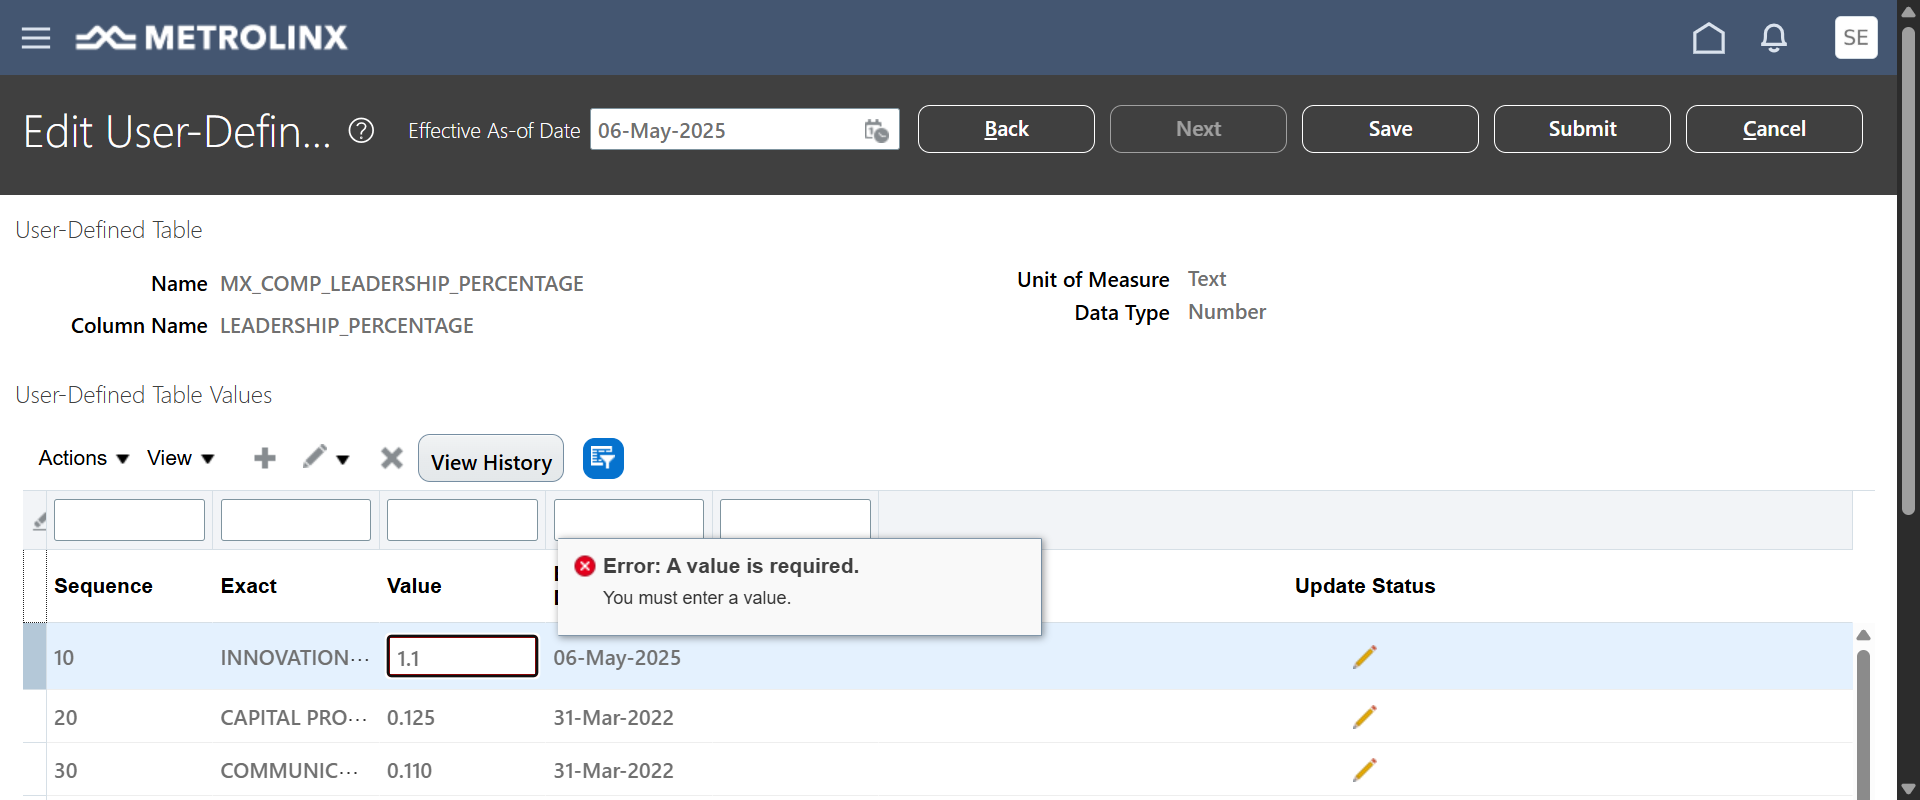 METROLINX
SE
Edit User-Defin... ? Effective As-of Date 06-May-2025 Back Next Save Submit Cancel
User-Defined Table
Name MX_COMP_LEADERSHIP_PERCENTAGE
Column Name LEADERSHIP_PERCENTAGE
Unit of Measure Text
Data Type Number
User-Defined Table Values
Actions View View History
Error: A value is required.
You must enter a value.
Sequence Exact Value Update Status
10 INNOVATION... 1.1 06-May-2025
20 CAPITAL PRO... 0.125 31-Mar-2022
30 COMMUNIC... 0.110 31-Mar-2022